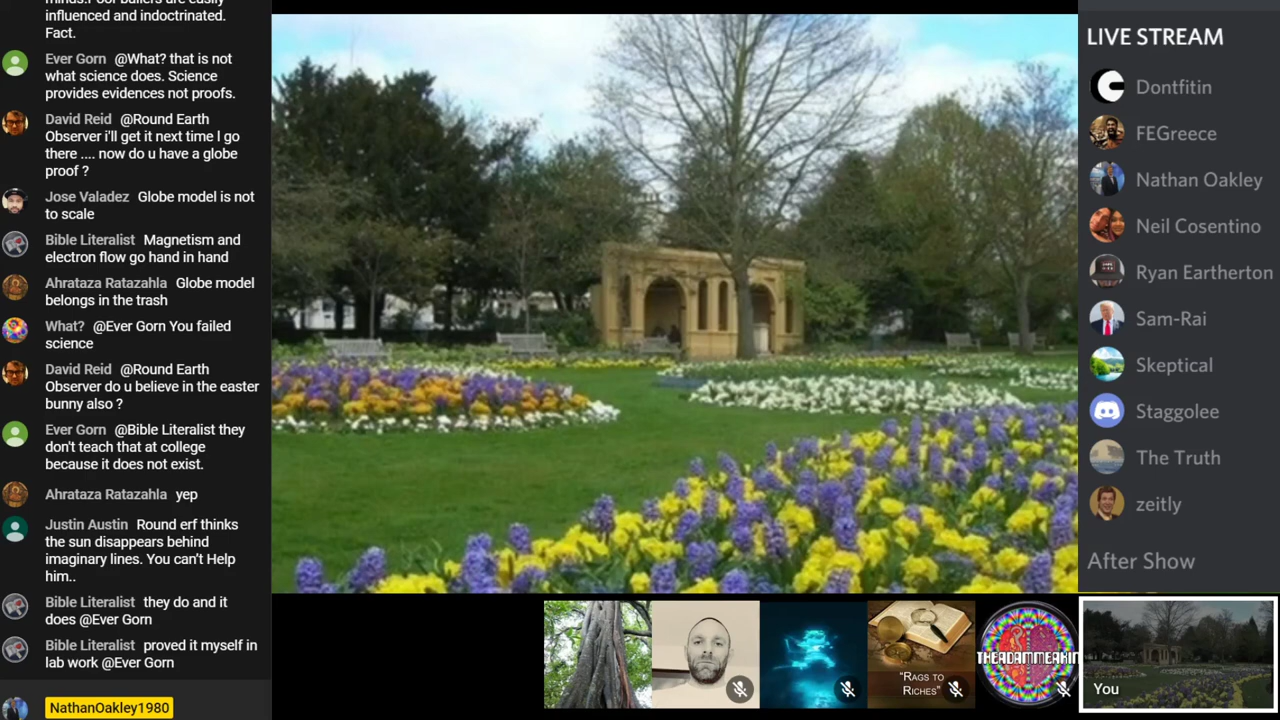 minds.Poor ballers are easily
influenced and indoctrinated.
Fact.
Ever Gorn @What? that is not
what science does. Science
provides evidences not proofs.
David Reid @Round Earth
Observer i'll get it next time I go
there .... now do u have a globe
proof ?
Jose Valadez Globe model is not
to scale
Bible Literalist Magnetism and
electron flow go hand in hand
Ahrataza Ratazahla Globe model
belongs in the trash
What? @Ever Gorn You failed
science
David Reid @Round Earth
Observer do u believe in the easter
bunny also ?
Ever Gorn @Bible Literalist they
don't teach that at college
because it does not exist.
Ahrataza Ratazahla yep
Justin Austin Round erf thinks
the sun disappears behind
imaginary lines. You can't Help
him..
Bible Literalist they do and it
does @Ever Gorn
Bible Literalist proved it myself in
lab work @Ever Gorn
NathanOakley1980
"RAGS TO
RICHES"
THEADAMMEAKIN
You
LIVE STREAM
Dontfitin
FEGreece
Nathan Oakley
Neil Cosentino
Ryan Eartherton
Sam-Rai
Skeptical
Staggolee
The Truth
zeitly
After Show